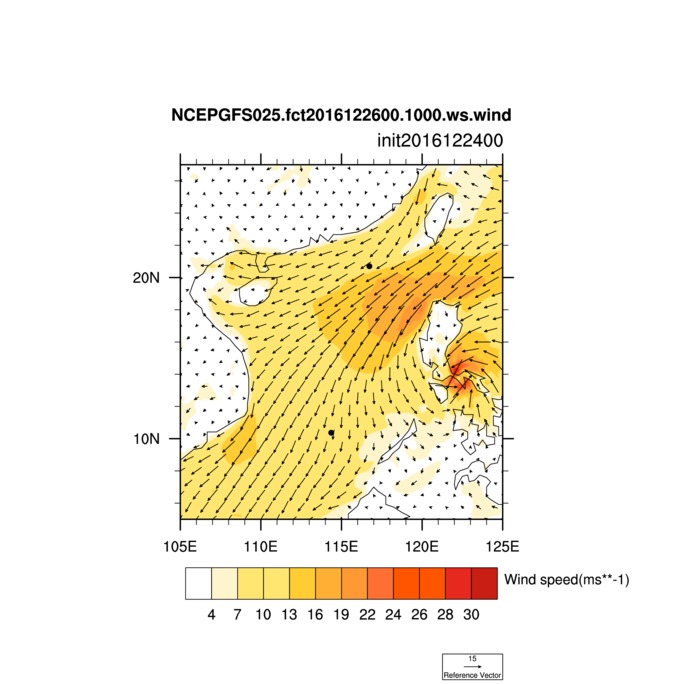 NCEPGFS025.fct2016122600.1000.ws.wind
init2016122400
20N
10N
105E 110E 115E 120E 125E
Wind speed(ms**-1)
4 7 10 13 16 19 22 24 26 28 30
15
Reference Vector